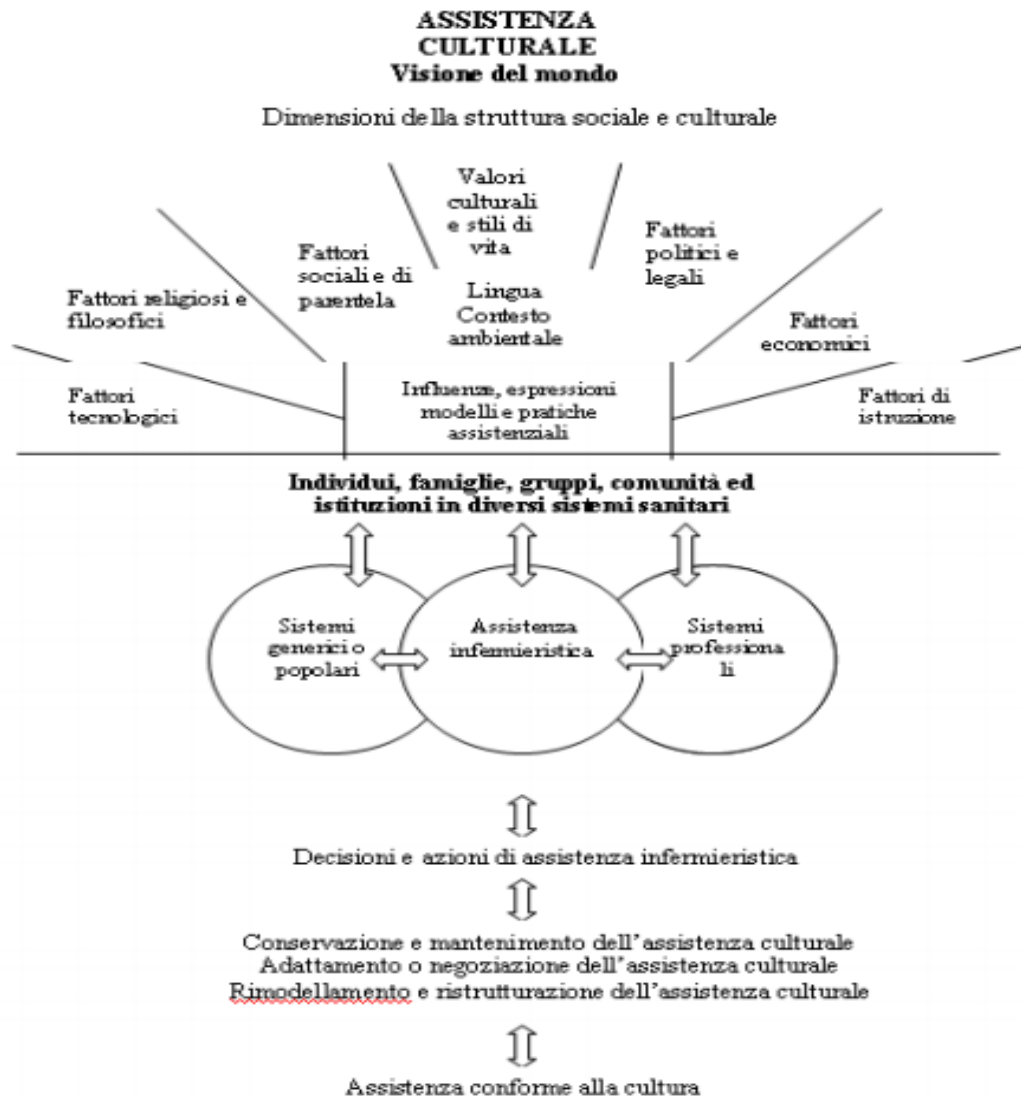 ASSISTENZA
CULTURALE
Visione del mondo
Dimensioni della struttura sociale e culturale
Fattori
tecnologici
Fattori religiosi e
filosofici
Fattori
sociali e di
parentela
Valori
culturali
e stili di
vita
Lingua
Contesto
ambientale
Fattori
politici e
legali
Fattori
economici
Fattori di
istruzione
Influenze, espressioni
modelli e pratiche
assistenziali
Individui, famiglie, gruppi, comunità ed
istituzioni in diversi sistemi sanitari
Sistemi
generici o
popolari
Assistenza
infermieristica
Sistemi
professiona
li
Decisioni e azioni di assistenza infermieristica
Conservazione e mantenimento dell'assistenza culturale
Adattamento o negoziazione dell'assistenza culturale
Rimodellamento e ristrutturazione dell'assistenza culturale
Assistenza conforme alla cultura